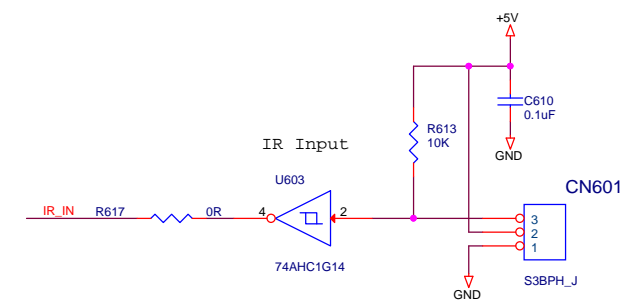 +5V
C610
0.1uF
R613
10K
GND
IR Input
U603
CN601
IR_IN
R617
0R
4
2
3
2
1
74AHC1G14
S3BPH_J
GND